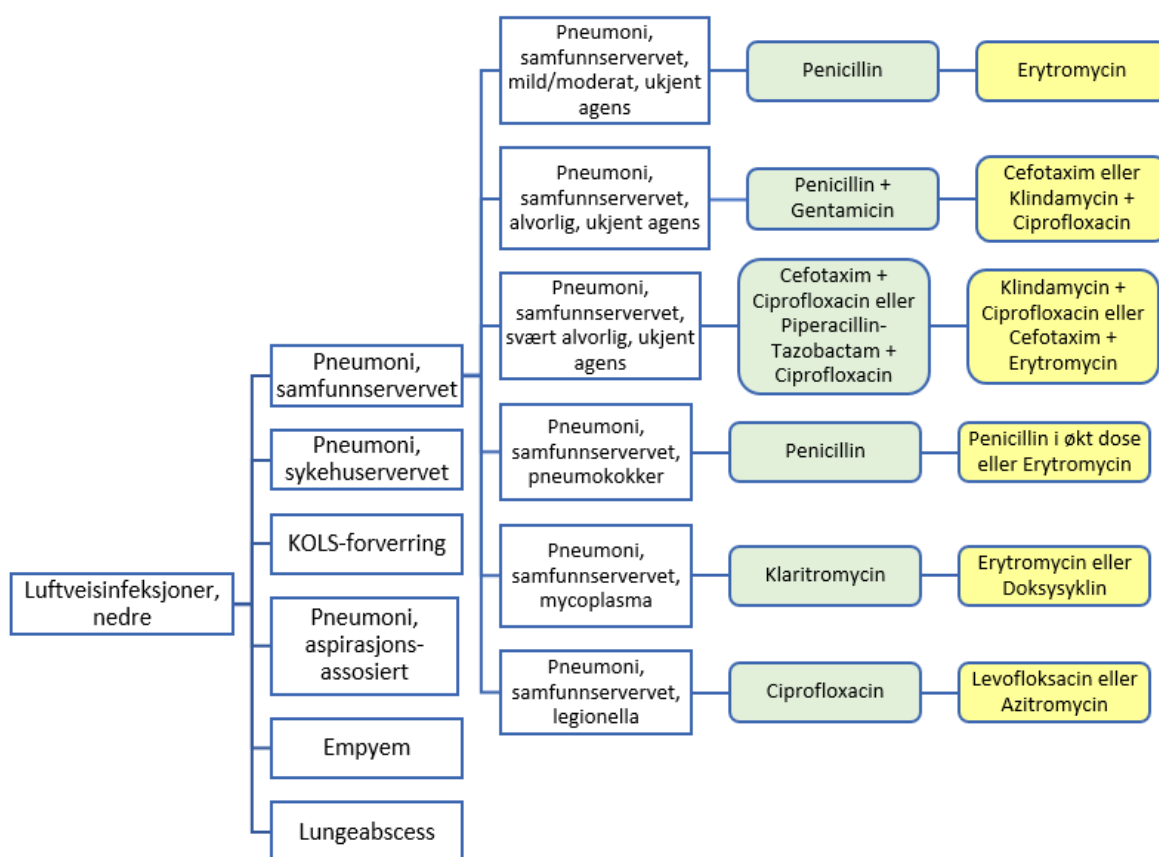 Pneumoni,
samfunnservervet,
mild/moderat, ukjent
agens
Penicillin
Erytromycin
Pneumoni,
samfunnservervet,
alvorlig, ukjent agens
Penicillin +
Gentamicin
Cefotaxim eller
Klindamycin +
Ciprofloxacin
Pneumoni,
samfunnservervet,
svært alvorlig, ukjent
agens
Cefotaxim +
Ciprofloxacin eller
Piperacillin-
Tazobactam +
Ciprofloxacin
Klindamycin +
Ciprofloxacin eller
Cefotaxim +
Erytromycin
Pneumoni,
samfunnservervet
Pneumoni,
samfunnservervet,
pneumokokker
Penicillin
Penicillin i økt dose
eller Erytromycin
Pneumoni,
sykehuservervet
KOLS-forverring
Pneumoni,
samfunnservervet,
mycoplasma
Klaritromycin
Erytromycin eller
Doksysyklin
Luftveisinfeksjoner,
nedre
Pneumoni,
aspirasjons-
assosiert
Pneumoni,
samfunnservervet,
legionella
Ciprofloxacin
Levofloksacin eller
Azitromycin
Empyem
Lungeabscess